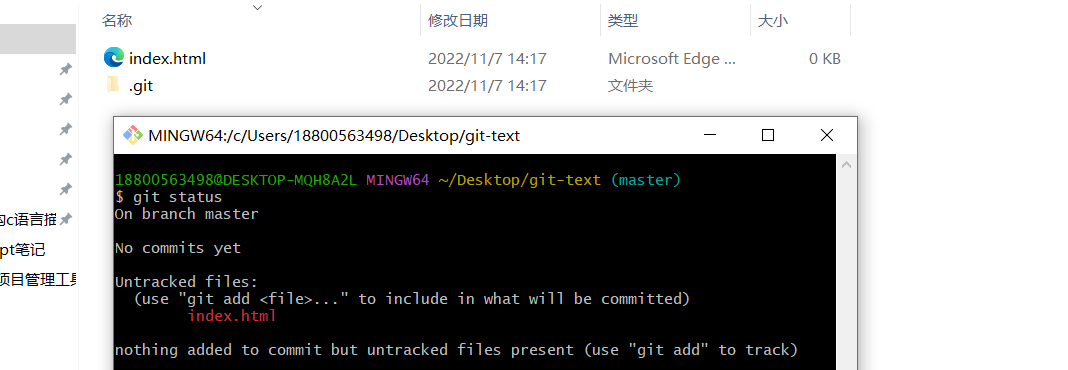 名称 修改日期 类型 大小
index.html 2022/11/7 14:17 Microsoft Edge ... 0 KB
.git 2022/11/7 14:17 文件夹
MINGW64:/c/Users/18800563498/Desktop/git-text
18800563498@DESKTOP-MQH8A2L MINGW64 ~/Desktop/git-text (master)
$ git status
On branch master
c语言描
No commits yet
pt笔记
项目管理工具
Untracked files:
(use "git add <file>..." to include in what will be committed)
index.html
nothing added to commit but untracked files present (use "git add" to track)